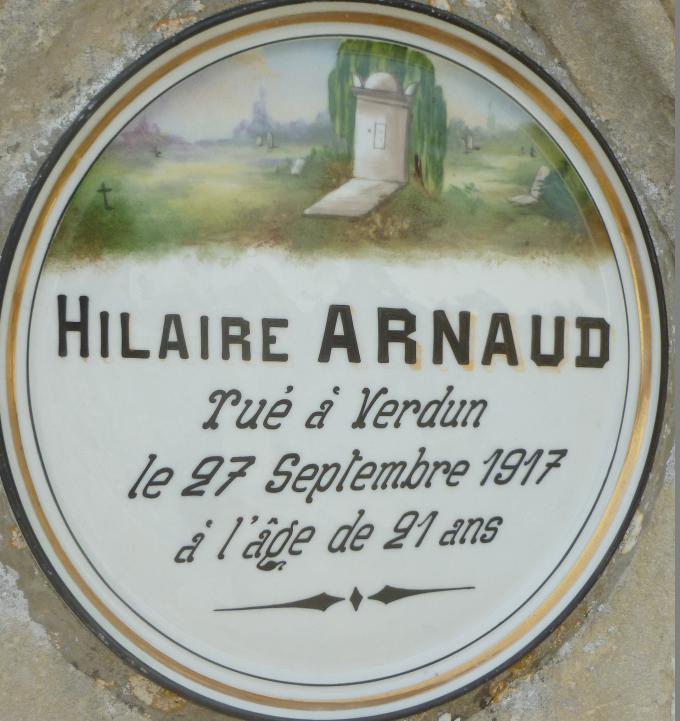 HILAIRE ARNAUD
Tué à Verdun
le 27 Septembre 1917
à l'âge de 21 ans